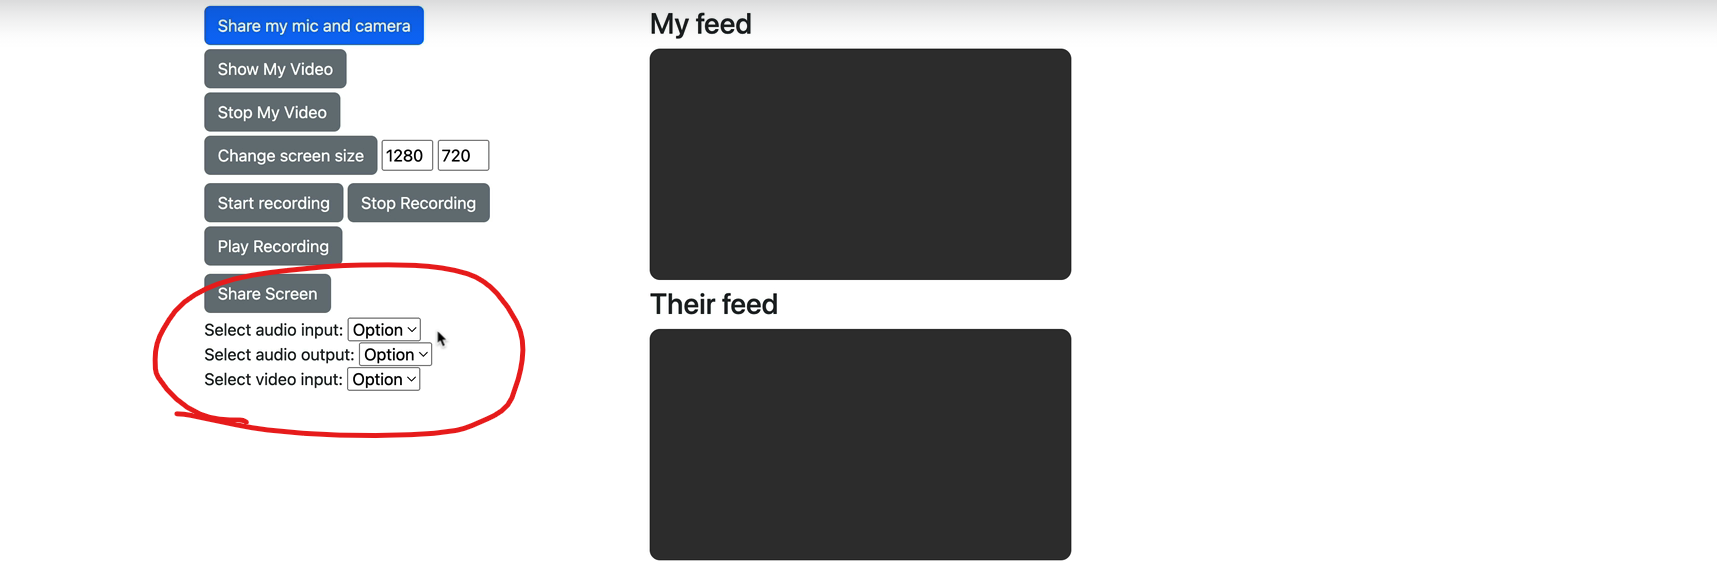 Share my mic and camera
Show My Video
Stop My Video
Change screen size 1280 720
Start recording Stop Recording
Play Recording
Share Screen
Select audio input: Option
Select audio output: Option
Select video input: Option
My feed
Their feed